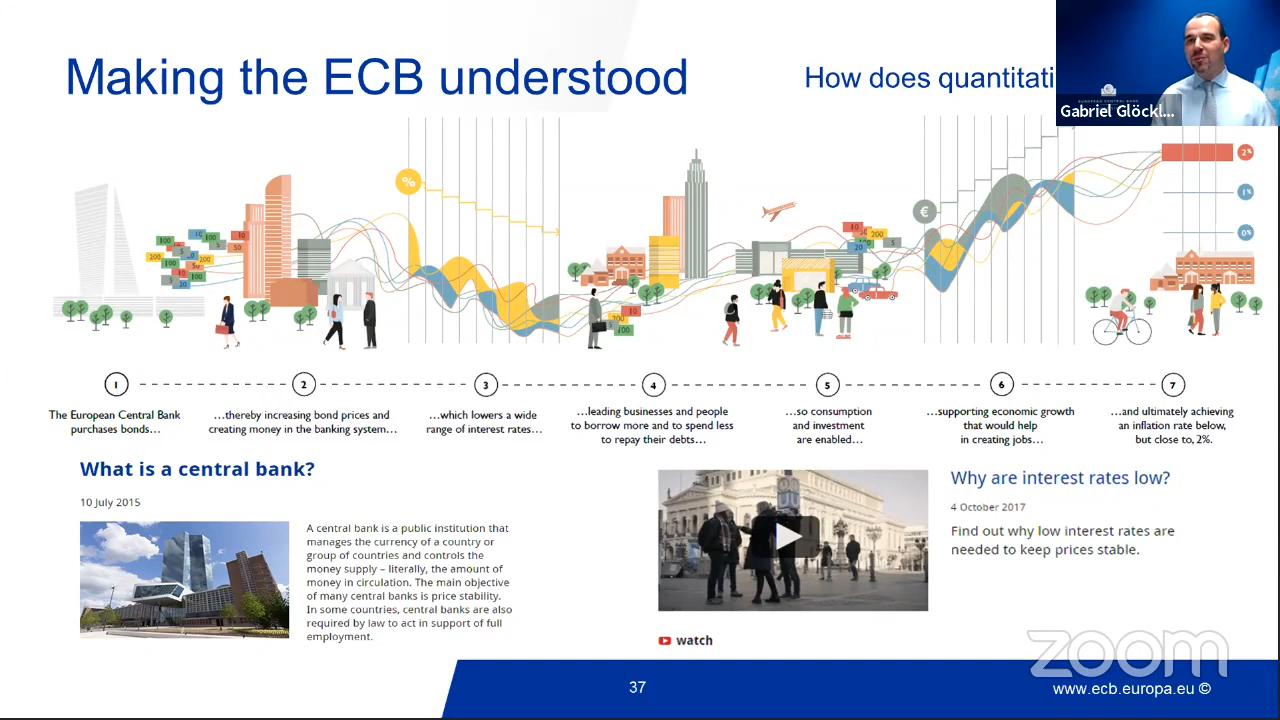 Making the ECB understood
How does quantitati
EUROPEAN CENTRAL BANK
Gabriel Glöckl...
%
€
2%
1%
0%
1
2
3
4
5
6
7
The European Central Bank
purchases bonds…
…thereby increasing bond prices and
creating money in the banking system…
…which lowers a wide
range of interest rates…
…leading businesses and people
to borrow more and to spend less
to repay their debts…
…so consumption
and investment
are enabled…
…supporting economic growth
that would help
in creating jobs…
…and ultimately achieving
an inflation rate below,
but close to, 2%.
What is a central bank?
10 July 2015
A central bank is a public institution that
manages the currency of a country or
group of countries and controls the
money supply – literally, the amount of
money in circulation. The main objective
of many central banks is price stability.
In some countries, central banks are also
required by law to act in support of full
employment.
Why are interest rates low?
4 October 2017
Find out why low interest rates are
needed to keep prices stable.
watch
zoom
37
www.ecb.europa.eu ©